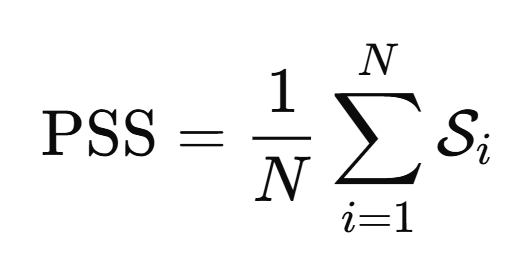 PSS = \frac{1}{N} \sum_{i=1}^{N} \mathcal{S}_i